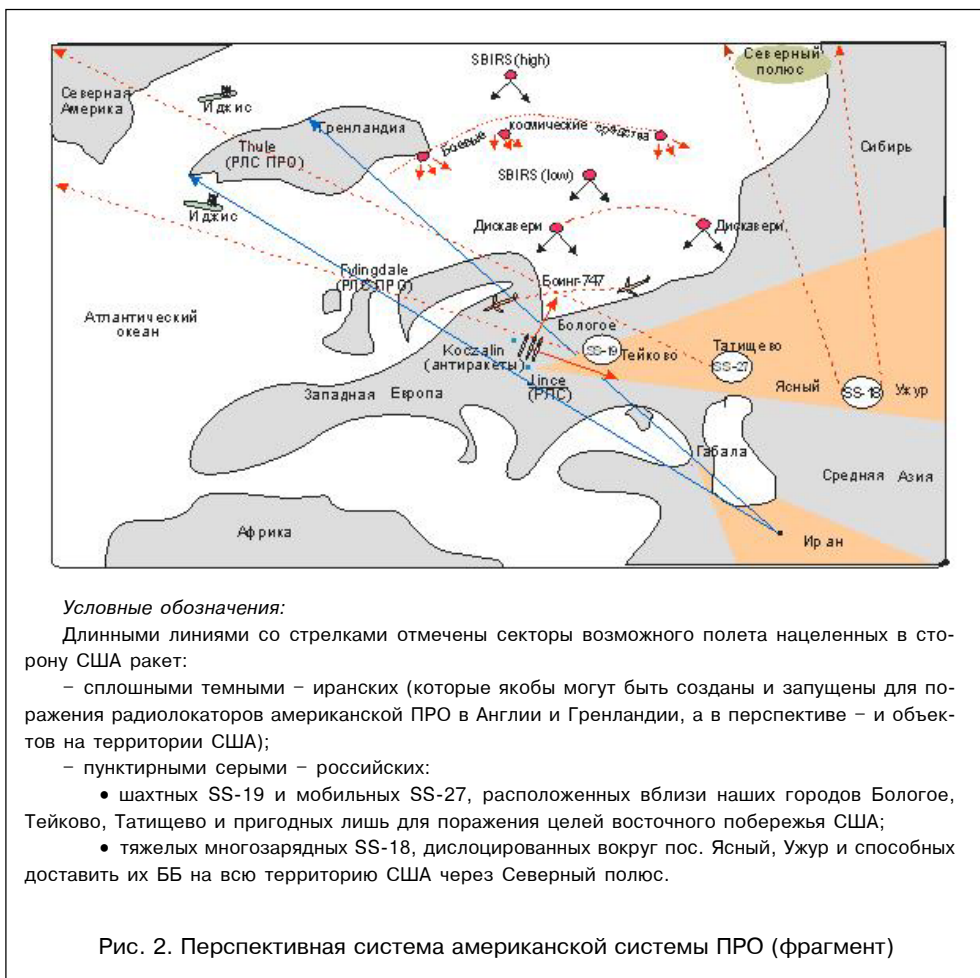 SBIRS (high)
Северный
полюс
Северная
Америка
Иджис
Гренландия
боевые космические средства
Thule
(РЛС ПРО)
Сибирь
SBIRS (low)
Иджис
Дискавери
Дискавери
Fylingdale
(РЛС ПРО)
Боинг-747
Атлантический
океан
Бологое
Татищево
Koczalin
(антиракеты)
SS-19
Тейково
SS-27
Jince
(РЛС)
Ясный
SS-18
Ужур
Западная Европа
Габала
Средняя Азия
Африка
Иран
Условные обозначения:
Длинными линиями со стрелками отмечены секторы возможного полета нацеленных в сто-
рону США ракет:
– сплошными темными – иранских (которые якобы могут быть созданы и запущены для по-
ражения радиолокаторов американской ПРО в Англии и Гренландии, а в перспективе – и объек-
тов на территории США);
– пунктирными серыми – российских:
• шахтных SS-19 и мобильных SS-27, расположенных вблизи наших городов Бологое,
Тейково, Татищево и пригодных лишь для поражения целей восточного побережья США;
• тяжелых многозарядных SS-18, дислоцированных вокруг пос. Ясный, Ужур и способных
доставить их ББ на всю территорию США через Северный полюс.
Рис. 2. Перспективная система американской системы ПРО (фрагмент)